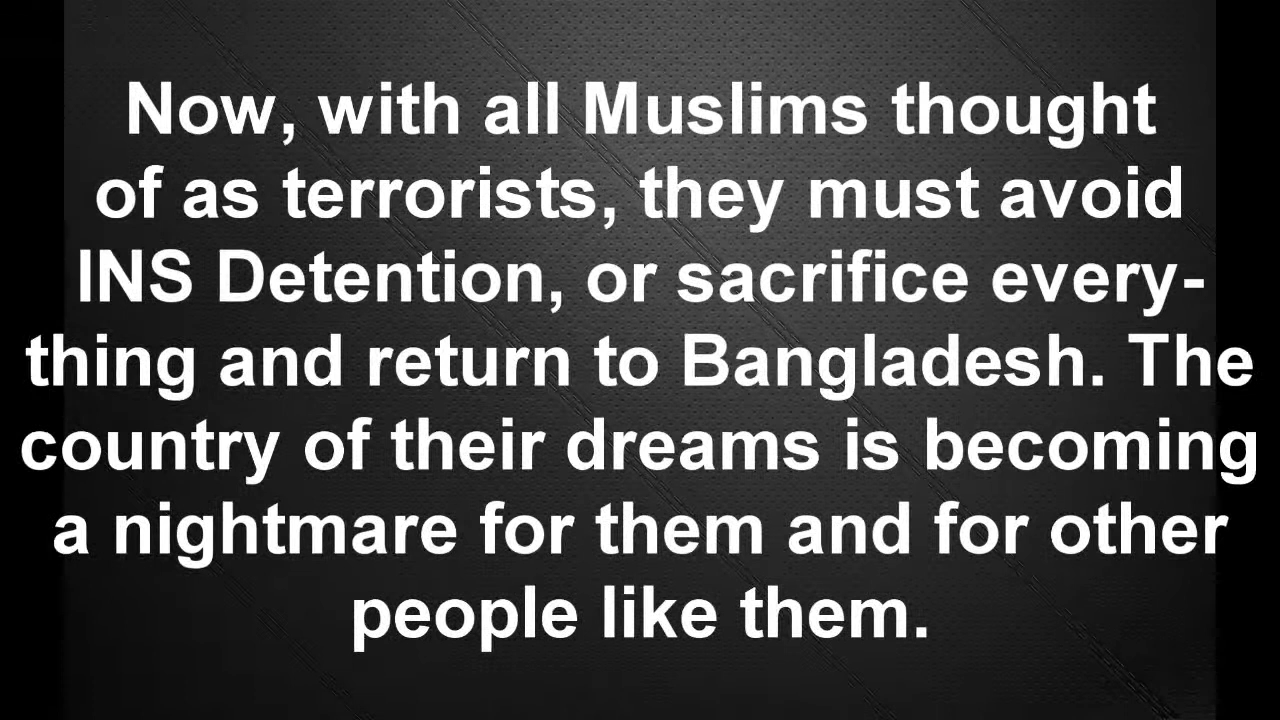 Now, with all Muslims thought
of as terrorists, they must avoid
INS Detention, or sacrifice every-
thing and return to Bangladesh. The
country of their dreams is becoming
a nightmare for them and for other
people like them.